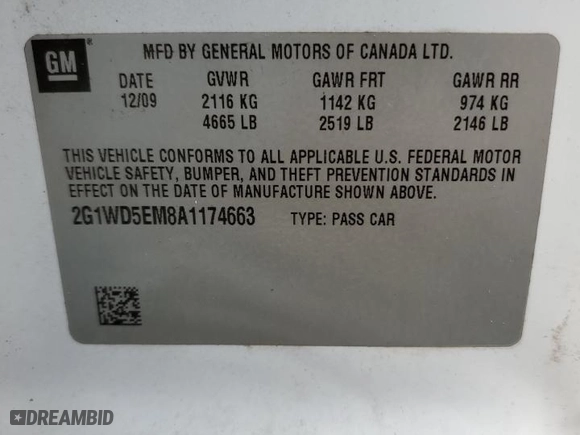 GM
®
MFD BY GENERAL MOTORS OF CANADA LTD.
DATE GVWR GAWR FRT GAWR RR
12/09 2116 KG 1142 KG 974 KG
4665 LB 2519 LB 2146 LB
THIS VEHICLE CONFORMS TO ALL APPLICABLE U.S. FEDERAL MOTOR
VEHICLE SAFETY, BUMPER, AND THEFT PREVENTION STANDARDS IN
EFFECT ON THE DATE OF MANUFACTURE SHOWN ABOVE.
2G1WD5EM8A1174663 TYPE: PASS CAR
DREAMBID